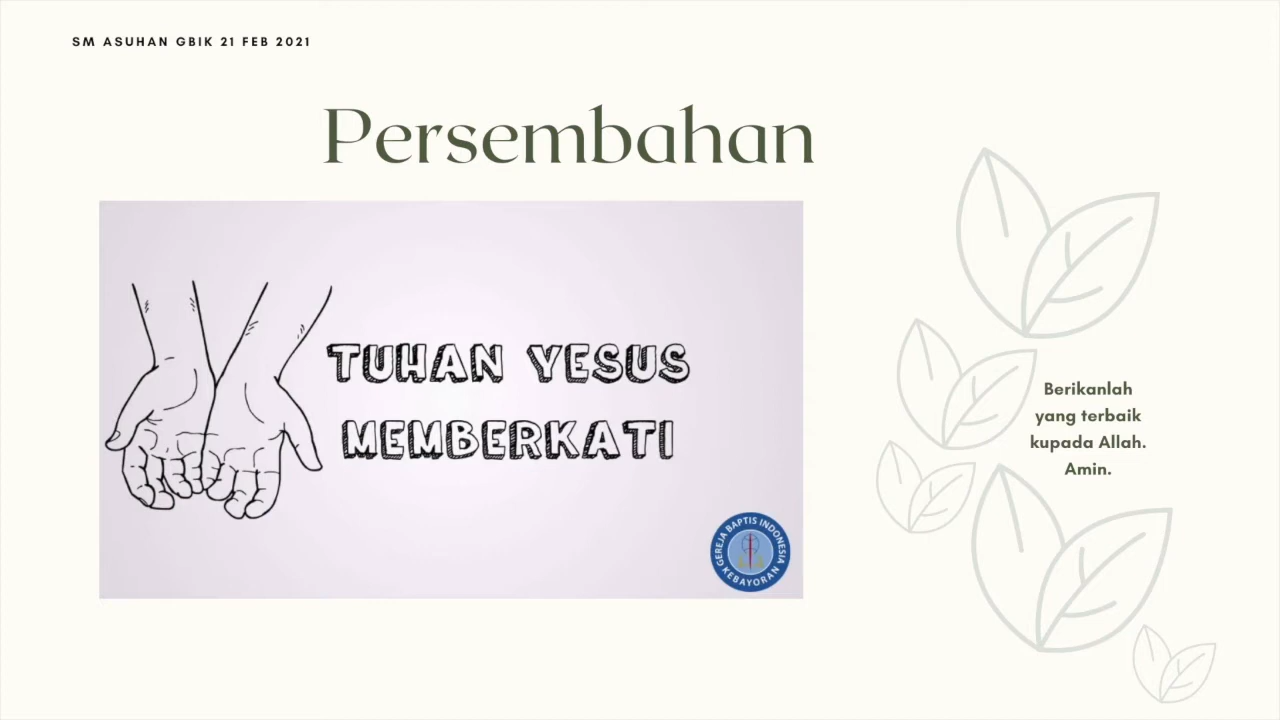 SM ASUHAN GBIK 21 FEB 2021
Persembahan
TUHAN YESUS
MEMBERKATI
GEREJA BAPTIS INDONESIA
KEBAYORAN
Berikanlah
yang terbaik
kupada Allah.
Amin.